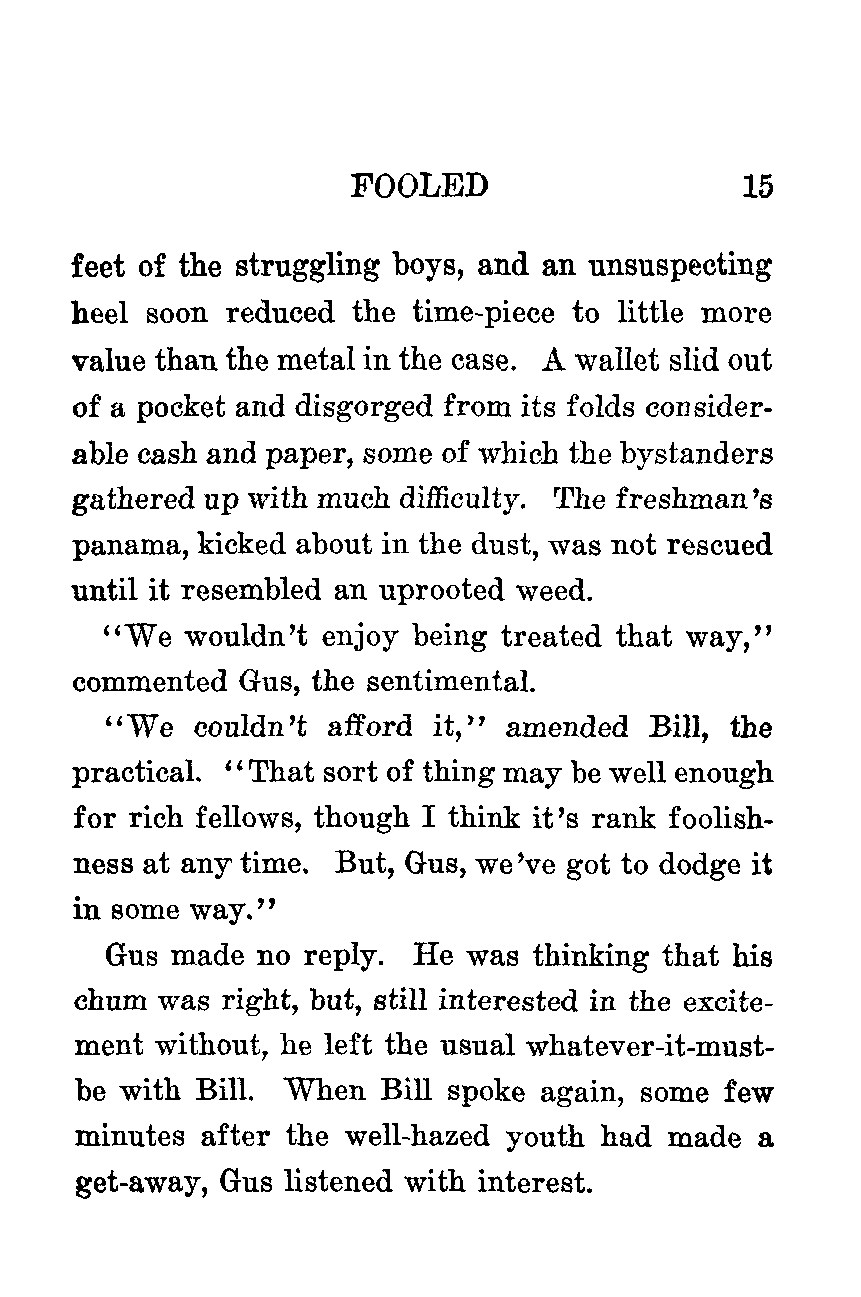 FOOLED 15
feet of the struggling boys, and an unsuspecting
heel soon reduced the time-piece to little more
value than the metal in the case. A wallet slid out
of a pocket and disgorged from its folds consider-
able cash and paper, some of which the bystanders
gathered up with much difficulty. The freshman's
panama, kicked about in the dust, was not rescued
until it resembled an uprooted weed.
"We wouldn't enjoy being treated that way,"
commented Gus, the sentimental.
"We couldn't afford it," amended Bill, the
practical. "That sort of thing may be well enough
for rich fellows, though I think it's rank foolish-
ness at any time. But, Gus, we've got to dodge it
in some way."
Gus made no reply. He was thinking that his
chum was right, but, still interested in the excite-
ment without, he left the usual whatever-it-must-
be with Bill. When Bill spoke again, some few
minutes after the well-hazed youth had made a
get-away, Gus listened with interest.